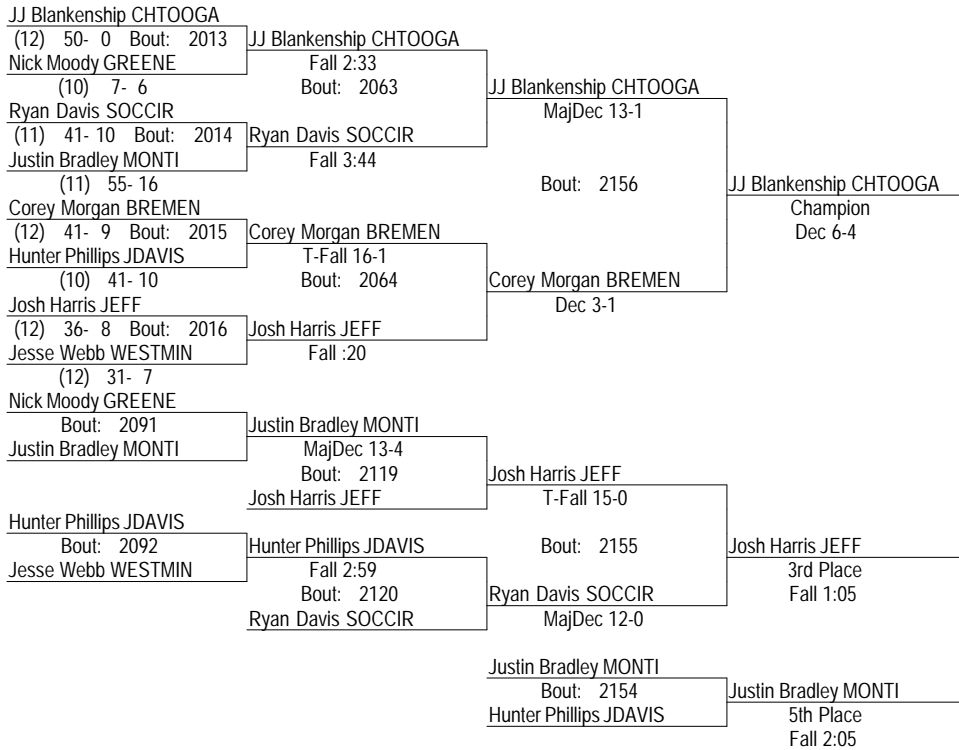 JJ Blankenship CHTOOGA
(12) 50- 0 Bout: 2013 JJ Blankenship CHTOOGA
Nick Moody GREENE Fall 2:33
(10) 7- 6 Bout: 2063 JJ Blankenship CHTOOGA
Ryan Davis SOCCIR MajDec 13-1
(11) 41- 10 Bout: 2014 Ryan Davis SOCCIR
Justin Bradley MONTI Fall 3:44
(11) 55- 16 Bout: 2156 JJ Blankenship CHTOOGA
Corey Morgan BREMEN Champion
(12) 41- 9 Bout: 2015 Corey Morgan BREMEN Dec 6-4
Hunter Phillips JDAVIS T-Fall 16-1
(10) 41- 10 Bout: 2064 Corey Morgan BREMEN
Josh Harris JEFF Dec 3-1
(12) 36- 8 Bout: 2016 Josh Harris JEFF
Jesse Webb WESTMIN Fall :20
(12) 31- 7
Nick Moody GREENE
Bout: 2091 Justin Bradley MONTI
Justin Bradley MONTI MajDec 13-4
Bout: 2119 Josh Harris JEFF
Josh Harris JEFF T-Fall 15-0
Hunter Phillips JDAVIS
Bout: 2092 Hunter Phillips JDAVIS Bout: 2155 Josh Harris JEFF
Jesse Webb WESTMIN Fall 2:59 3rd Place
Bout: 2120 Ryan Davis SOCCIR Fall 1:05
Ryan Davis SOCCIR MajDec 12-0
Justin Bradley MONTI
Bout: 2154 Justin Bradley MONTI
Hunter Phillips JDAVIS 5th Place
Fall 2:05